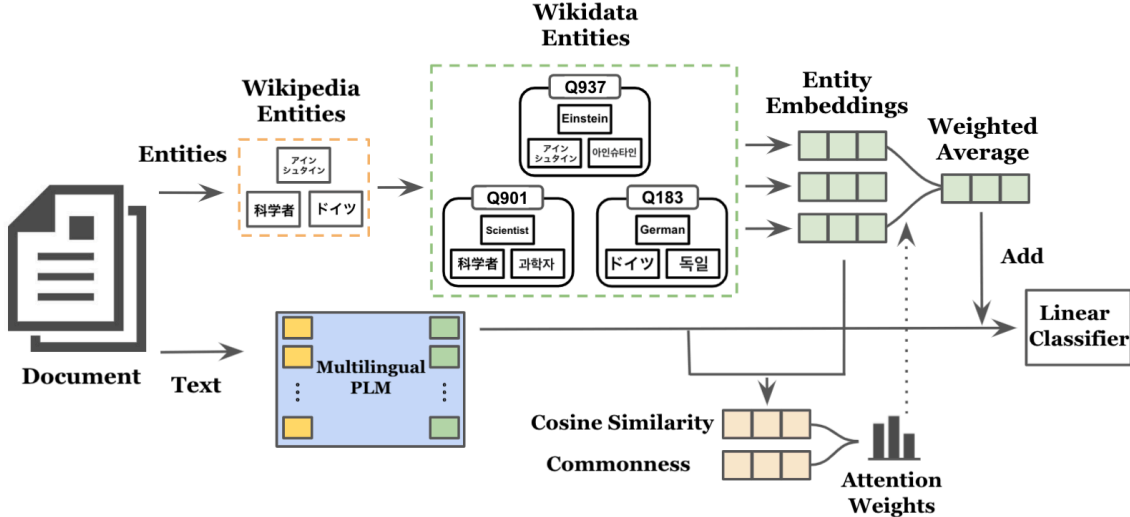 Wikidata
Entities
Wikipedia
Entities
Entities
アイン
シュタイン
科学者
ドイツ
Q937
Einstein
アイン
シュタイン
아인슈타인
Q901
Scientist
科学者
과학자
Q183
German
ドイツ
독일
Entity
Embeddings
Weighted
Average
Add
Linear
Classifier
Document
Text
Multilingual
PLM
Cosine Similarity
Commonness
Attention
Weights